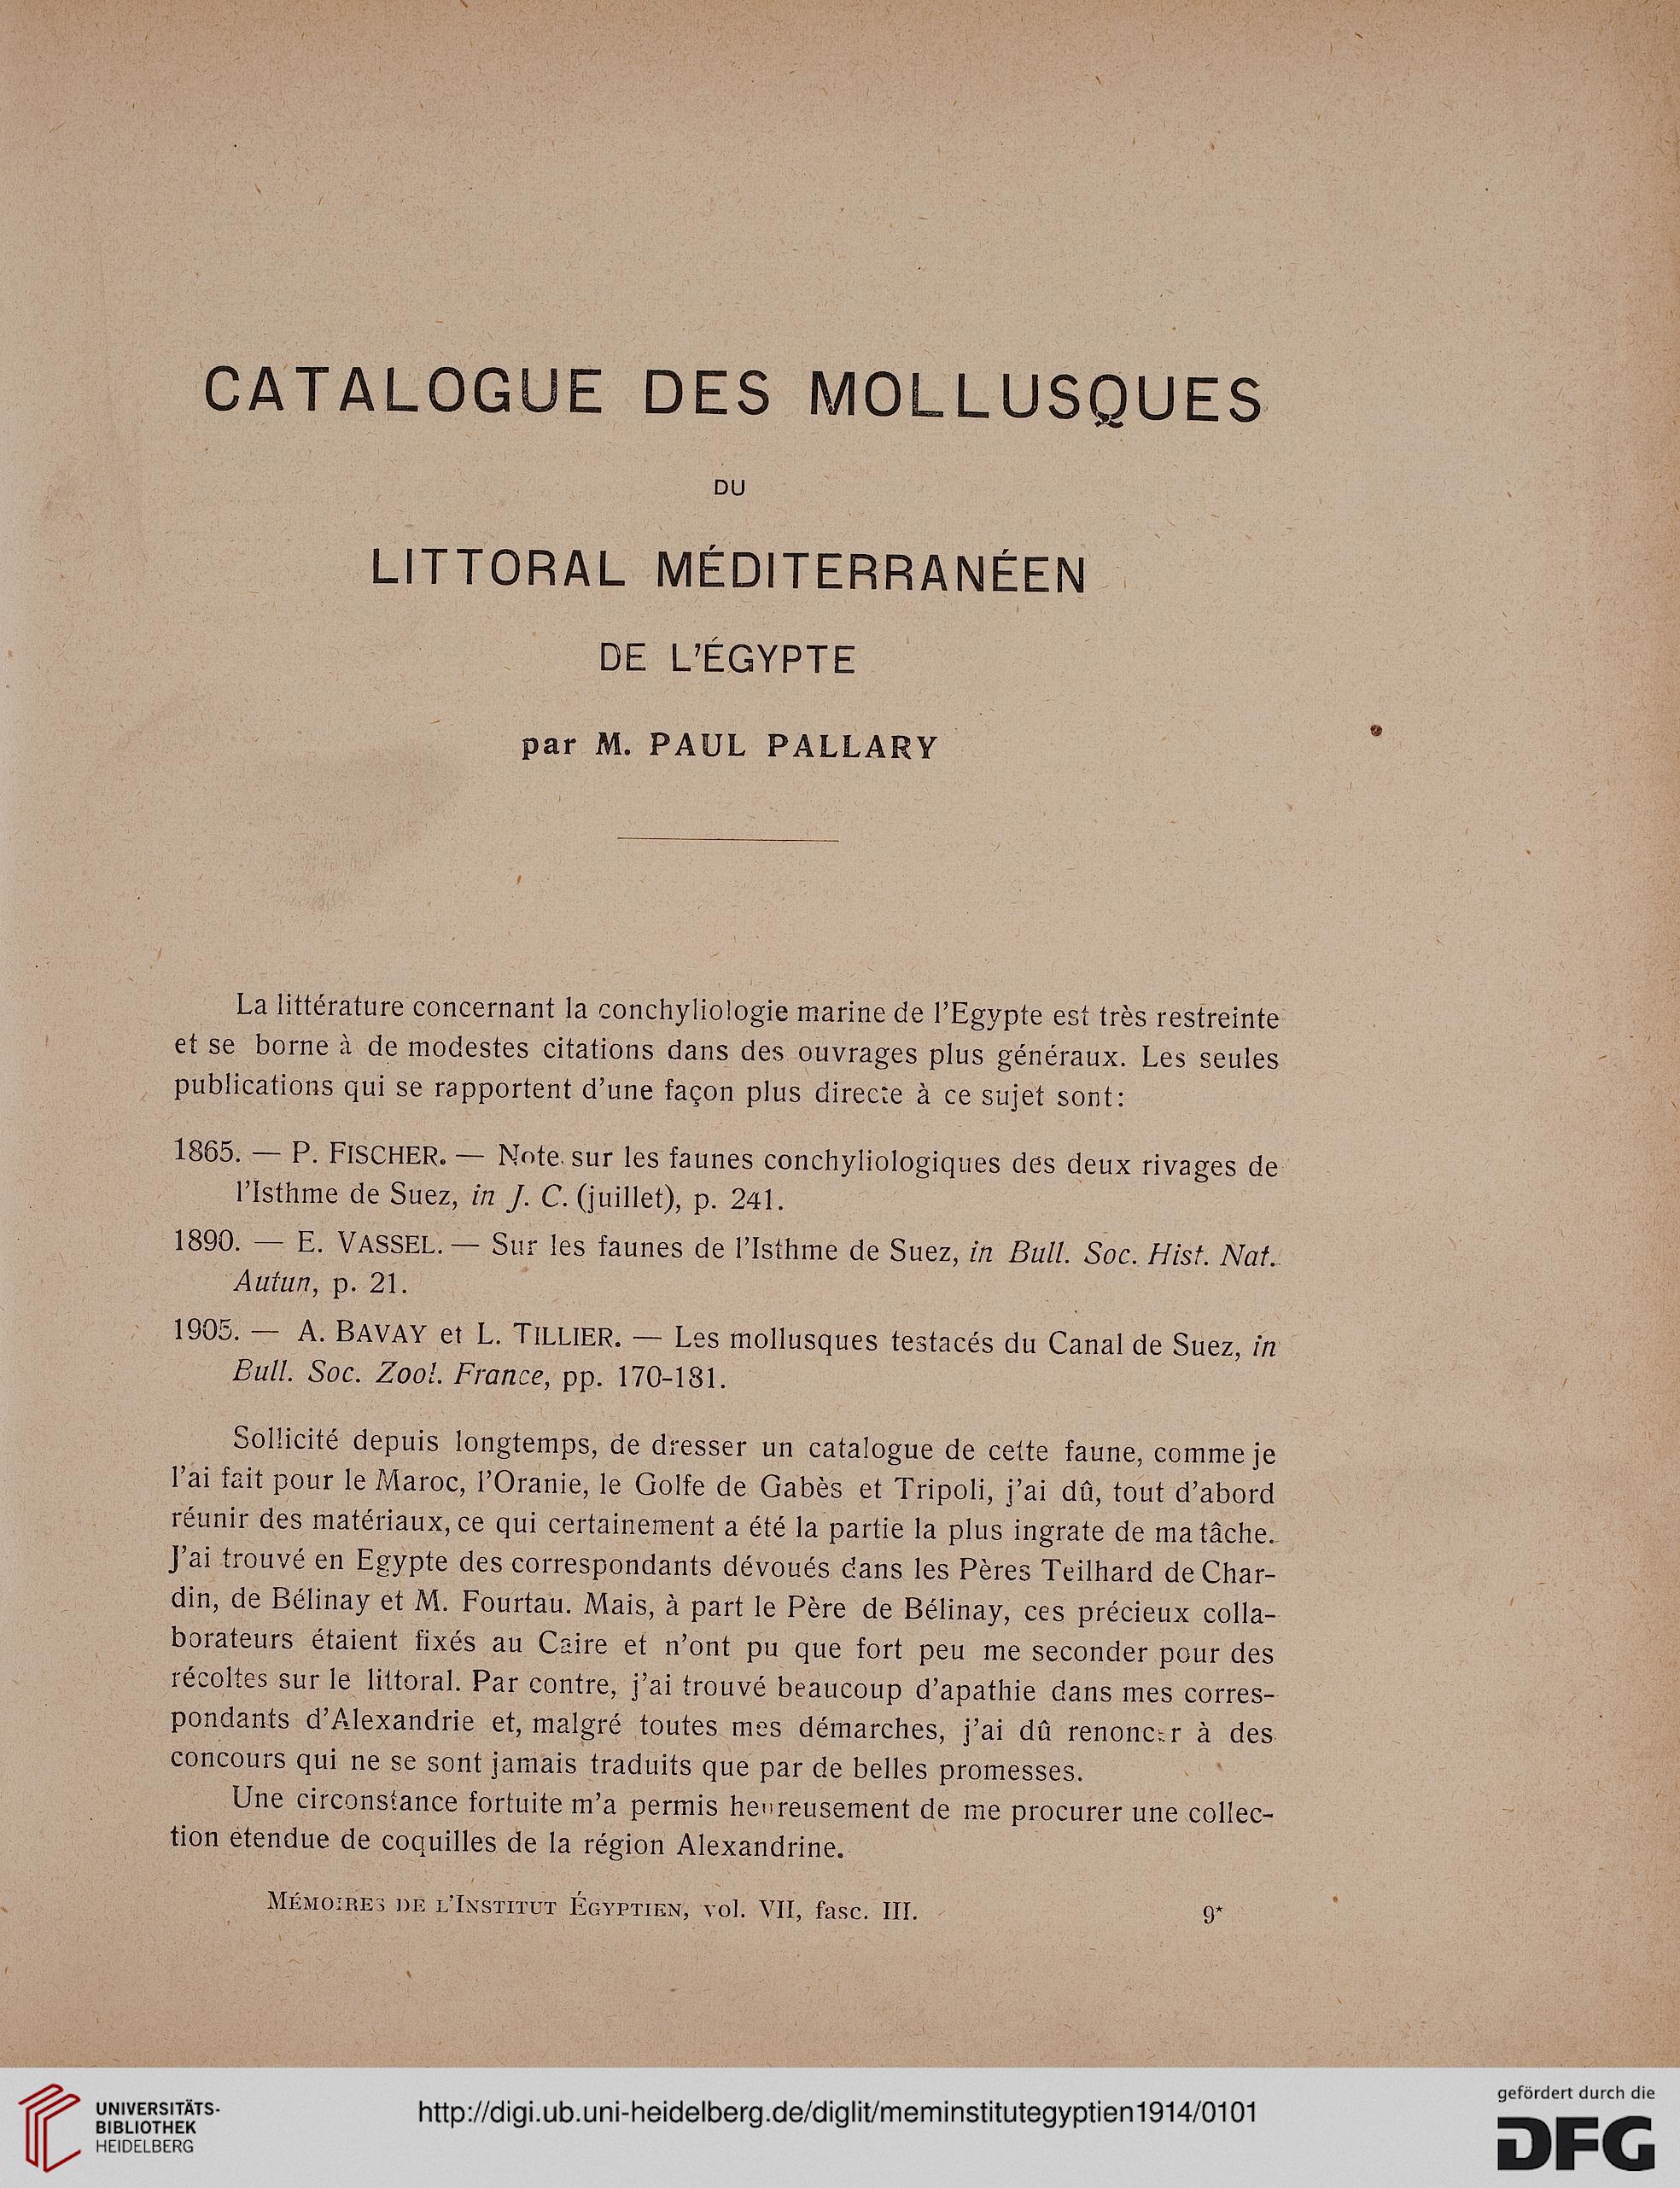 CATALOGUE DES MOLLUSQUES
DU
LITTORAL MÉDITERRANÉEN
DE L'ÉGYPTE
par M. PAUL PALLARY
La littérature concernant la conchyliologie marine de l'Egypte est très restreinte
et se borne à de modestes citations dans des ouvrages plus généraux. Les seules
publications qui se rapportent d'une façon plus directe à ce sujet sont:
1865. — P. FISCHER. — Note sur les faunes conchyliologiques des deux rivages de
l'Isthme de Suez, in J. C. (juillet), p. 241.
1890. — E. VASSEL. — Sur les faunes de l'Isthme de Suez, in Bull. Soc. Hist. Nat.
Autun, p. 21.
1905. — A. BAVAY et L. TILLIER. — Les mollusques testacés du Canal de Suez, in
Bull. Soc. Zool. France, pp. 170-181.
Sollicité depuis longtemps, de dresser un catalogue de cette faune, comme je
l'ai fait pour le Maroc, l'Oranie, le Golfe de Gabès et Tripoli, j'ai dû, tout d'abord
réunir des matériaux, ce qui certainement a été la partie la plus ingrate de ma tâche.
J'ai trouvé en Egypte des correspondants dévoués dans les Pères Teilhard de Char-
din, de Bélinay et M. Fourtau. Mais, à part le Père de Bélinay, ces précieux colla-
borateurs étaient fixés au Caire et n'ont pu que fort peu me seconder pour des
récoltes sur le littoral. Par contre, j'ai trouvé beaucoup d'apathie dans mes corres-
pondants d'Alexandrie et, malgré toutes mes démarches, j'ai dû renoncer à des
concours qui ne se sont jamais traduits que par de belles promesses.
Une circonstance fortuite m'a permis heureusement de me procurer une collec-
tion étendue de coquilles de la région Alexandrine.
MÉMOIRES DE L'INSTITUT ÉGYPTIEN, vol. VII, fasc. III. 9*
UNIVERSITÄTS-
BIBLIOTHEK
HEIDELBERG
http://digi.ub.uni-heidelberg.de/diglit/meminstitutegyptien1914/0101
gefördert durch die
DFG